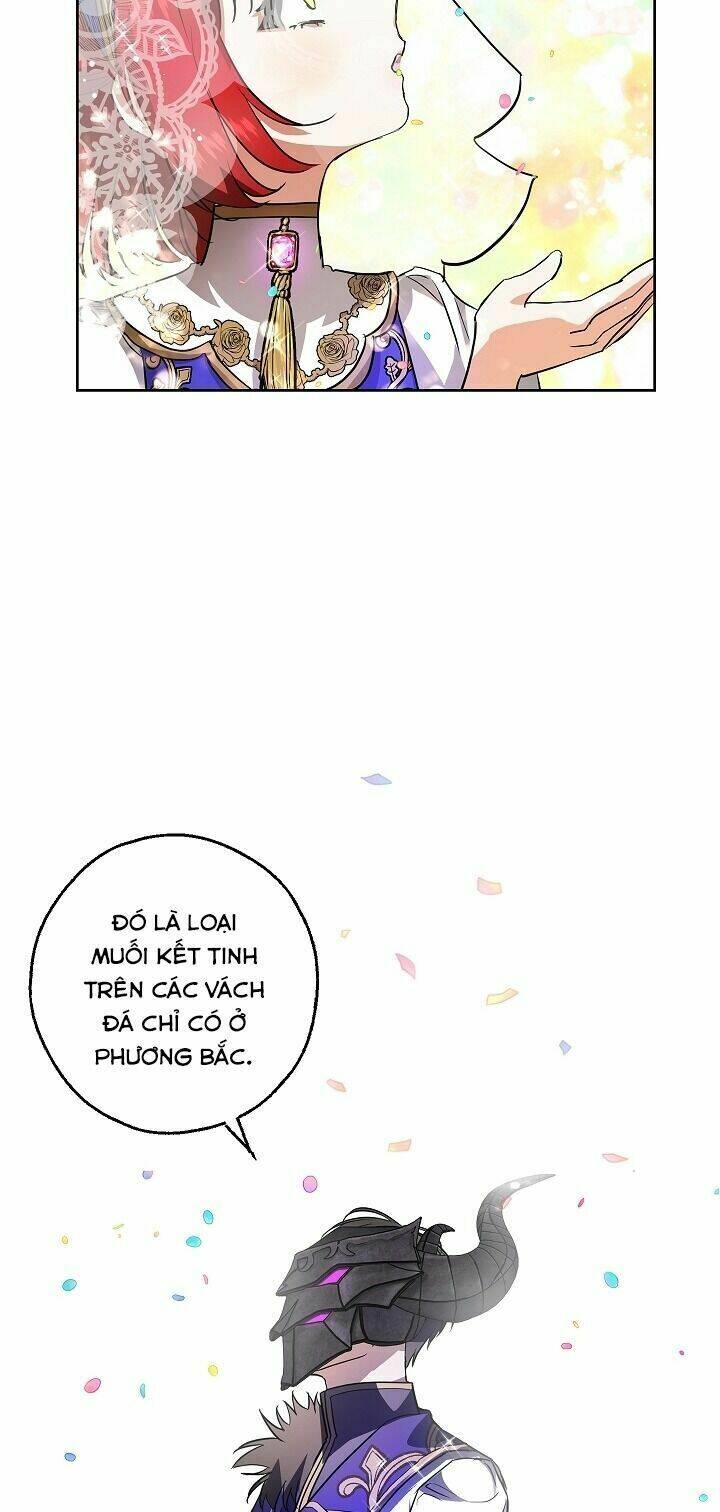 ĐÓ LÀ LOẠI
MUỐI KẾT TINH
TRÊN CÁC VÁCH
ĐÁ CHỈ CÓ Ở
PHƯƠNG BẮC.